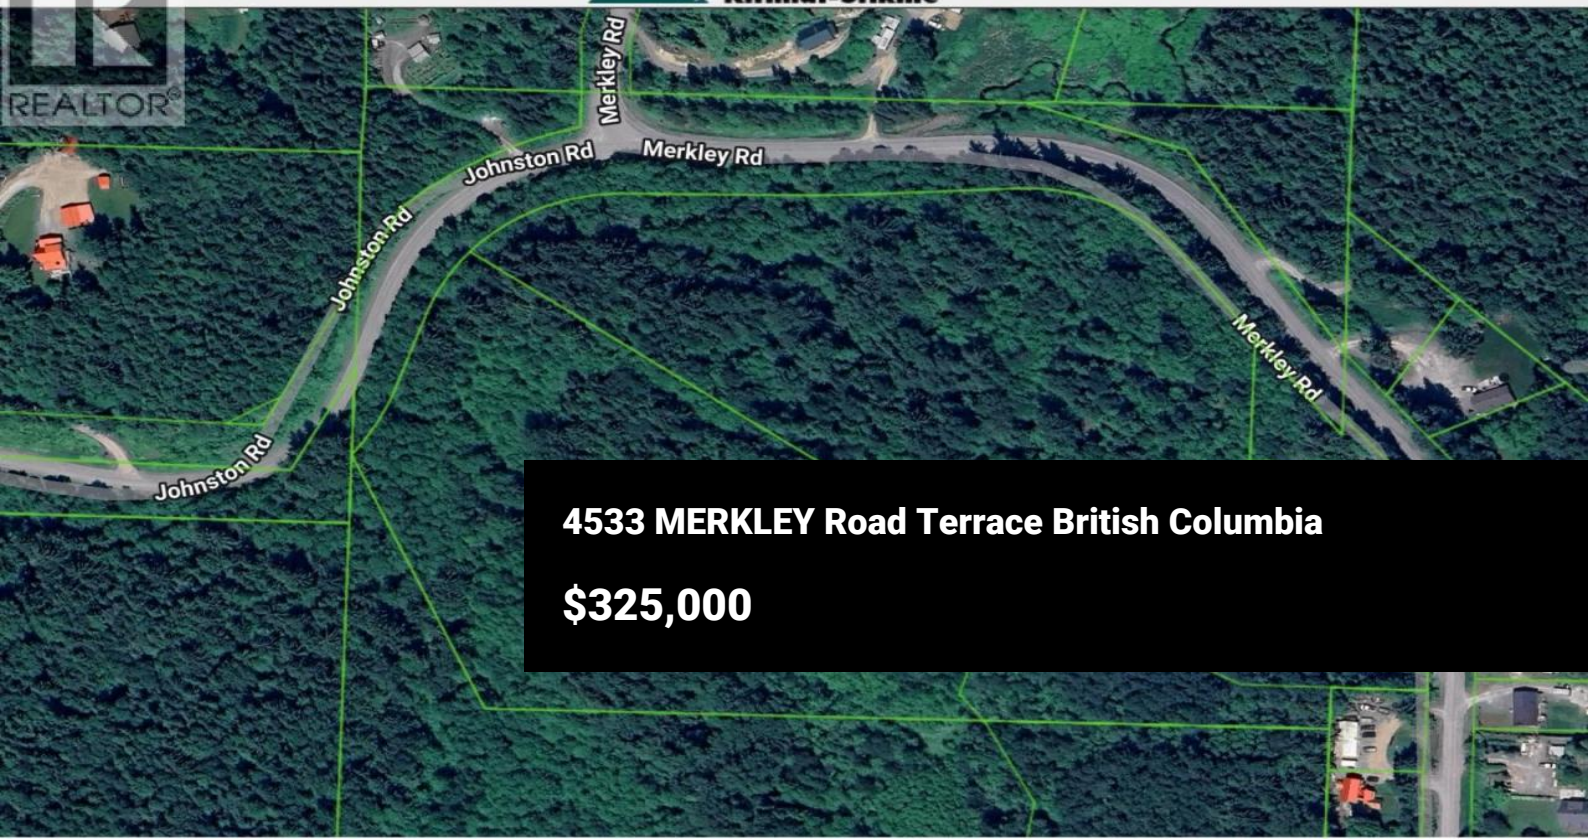 REALTOR®
Merkley Rd
Johnston Rd
Merkley Rd
Johnston Rd
Merkley Rd
Johnston Rd
4533 MERKLEY Road Terrace British Columbia
$325,000